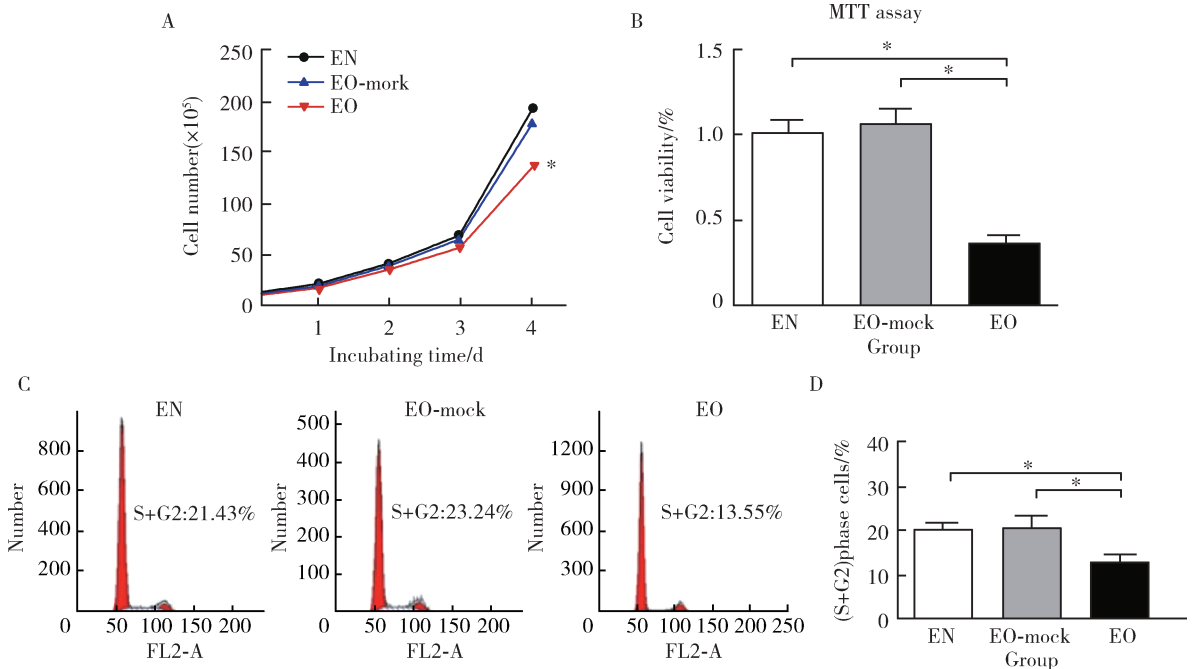 A
250
200
150
100
50
0
Cell number(×10⁵)
EN
EO-mork
EO
*
1 2 3 4
Incubating time/d
B
MTT assay
1.5
1.0
0.5
0
Cell viability/%
*
*
EN EO-mock EO
Group
C
EN
800
600
400
200
0
Number
S+G2:21.43%
50 100 150 200
FL2-A
EO-mock
500
400
300
200
100
0
Number
S+G2:23.24%
50 100 150 200
FL2-A
EO
1200
900
600
300
0
Number
S+G2:13.55%
50 100 150 200 250
FL2-A
D
40
30
20
10
0
(S+G2)phase cells/%
*
*
EN EO-mock EO
Group